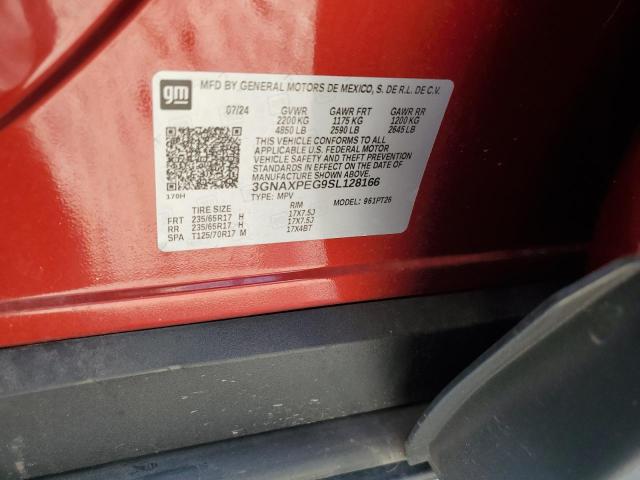 gm
MFD BY GENERAL MOTORS DE MEXICO, S. DE R.L. DE C.V.
07/24 GVWR GAWR FRT GAWR RR
2200 KG 1175 KG 1200 KG
4850 LB 2590 LB 2645 LB
THIS VEHICLE CONFORMS TO ALL
APPLICABLE U.S. FEDERAL MOTOR
VEHICLE SAFETY AND THEFT PREVENTION
STANDARDS IN EFFECT ON THE DATE OF
MANUFACTURE SHOWN ABOVE.
3GNAXPEG9SL128166
170H
TYPE: MPV MODEL: 961PT26
TIRE SIZE RIM
FRT 235/65R17 H 17X7.5J
RR 235/65R17 H 17X7.5J
SPA T125/70R17 M 17X4BT